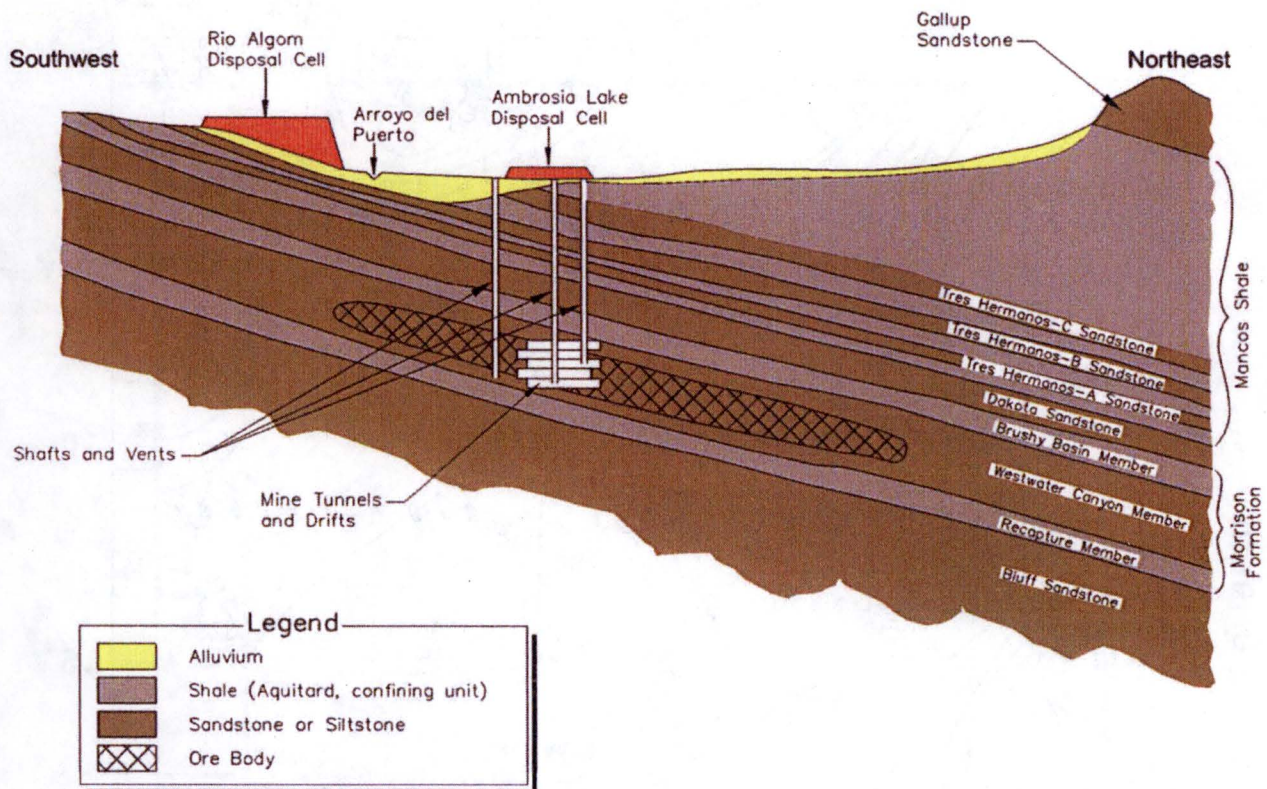 Southwest
Rio Algom
Disposal Cell
Arroyo del
Puerto
Ambrosia Lake
Disposal Cell
Gallup
Sandstone
Northeast
Tres Hermanos-C Sandstone
Tres Hermanos-B Sandstone
Tres Hermanos-A Sandstone
Dakota Sandstone
Brushy Basin Member
Westwater Canyon Member
Recapture Member
Bluff Sandstone
Mancos Shale
Morrison
Formation
Shafts and Vents
Mine Tunnels
and Drifts
Legend
Alluvium
Shale (Aquitard, confining unit)
Sandstone or Siltstone
Ore Body